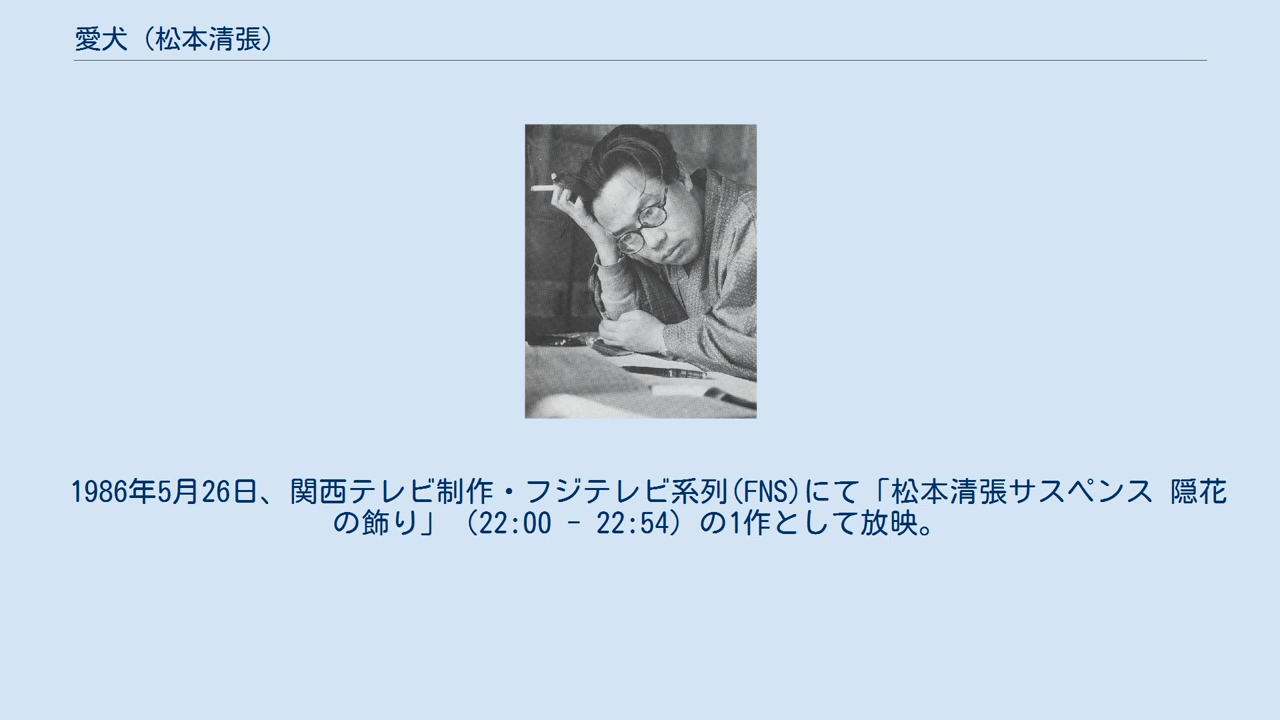 愛犬（松本清張）
1986年5月26日、関西テレビ制作・フジテレビ系列(FNS)にて「松本清張サスペンス 隠花
の飾り」（22:00 - 22:54）の1作として放映。